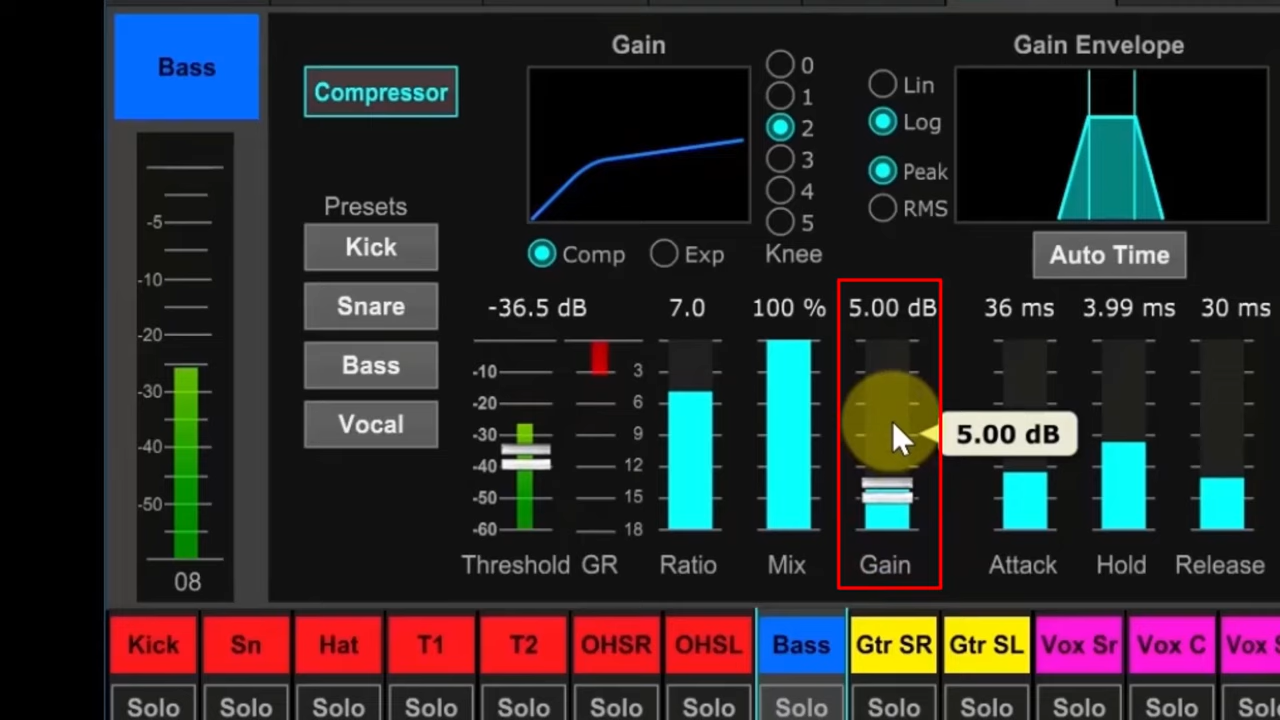 Bass
-5
-10
-20
-30
-40
-50
08
Compressor
Presets
Kick
Snare
Bass
Vocal
Gain
0
1
2
3
4
5
Knee
Comp
Exp
Lin
Log
Peak
RMS
Gain Envelope
Auto Time
-36.5 dB 7.0 100 % 5.00 dB 36 ms 3.99 ms 30 ms
-10 3
-20 6
-30 9
-40 12
-50 15
-60 18
5.00 dB
Threshold GR Ratio Mix Gain Attack Hold Release
Kick Sn Hat T1 T2 OHSR OHSL Bass Gtr SR Gtr SL Vox Sr Vox C Vox
Solo Solo Solo Solo Solo Solo Solo Solo Solo Solo Solo Solo